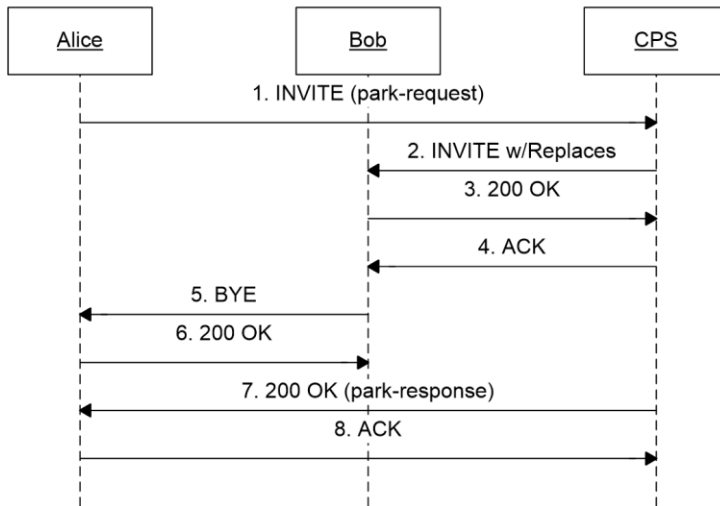 Alice
Bob
CPS
1. INVITE (park-request)
2. INVITE w/Replaces
3. 200 OK
4. ACK
5. BYE
6. 200 OK
7. 200 OK (park-response)
8. ACK